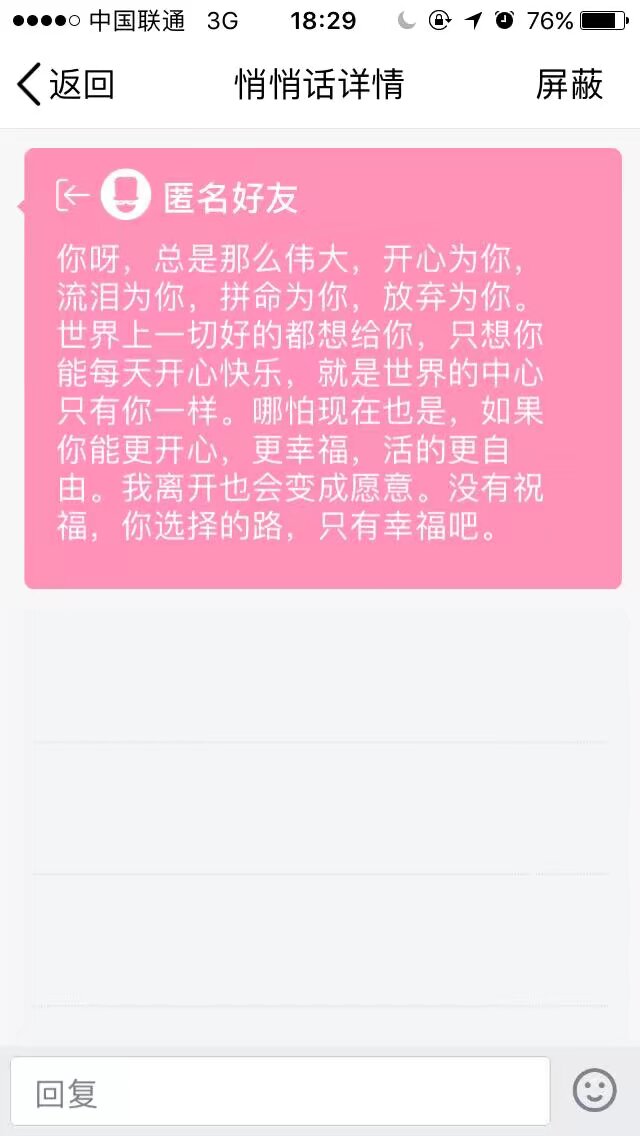 中国联通 3G 18:29 76%
返回 悄悄话详情 屏蔽
匿名好友
你呀，总是那么伟大，开心为你，
流泪为你，拼命为你，放弃为你。
世界上一切好的都想给你，只想你
能每天开心快乐，就是世界的中心
只有你一样。哪怕现在也是，如果
你能更开心，更幸福，活的更自
由。我离开也会变成愿意。没有祝
福，你选择的路，只有幸福吧。
回复